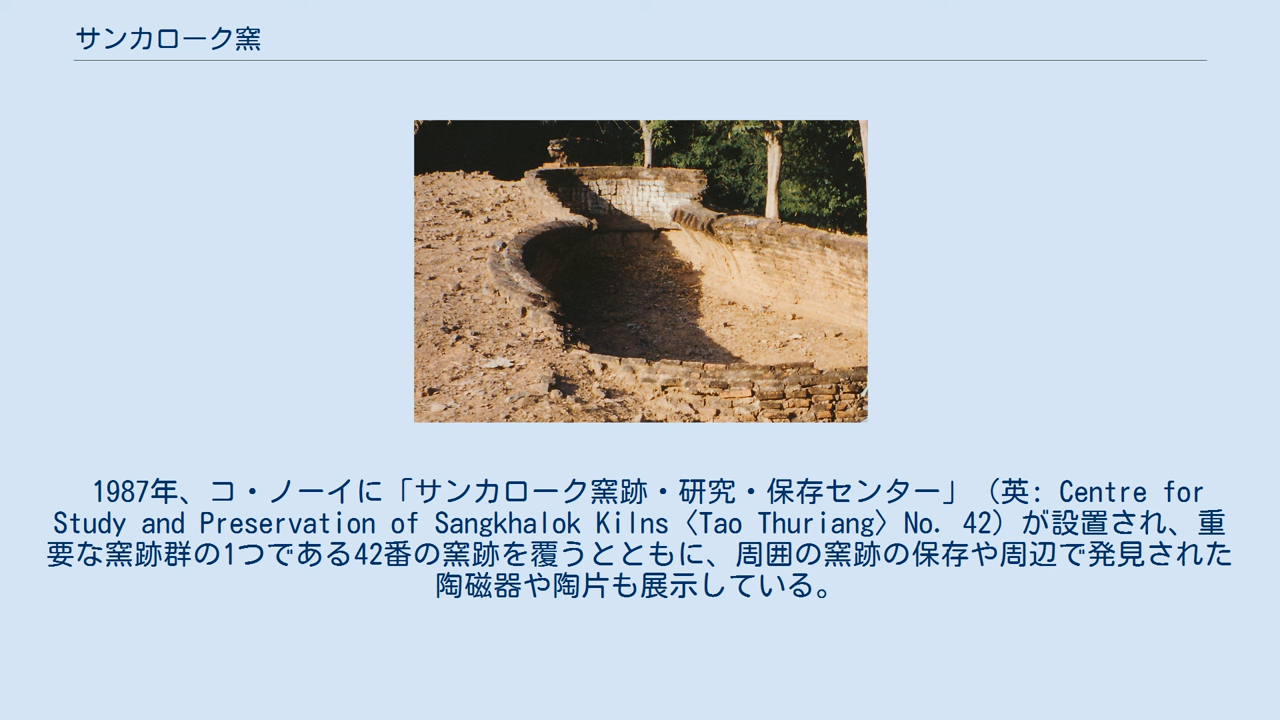 サンカローク窯
1987年、コ・ノーイに「サンカローク窯跡・研究・保存センター」（英: Centre for
Study and Preservation of Sangkhalok Kilns〈Tao Thuriang〉No. 42）が設置され、重
要な窯跡群の1つである42番の窯跡を覆うとともに、周囲の窯跡の保存や周辺で発見された
陶磁器や陶片も展示している。